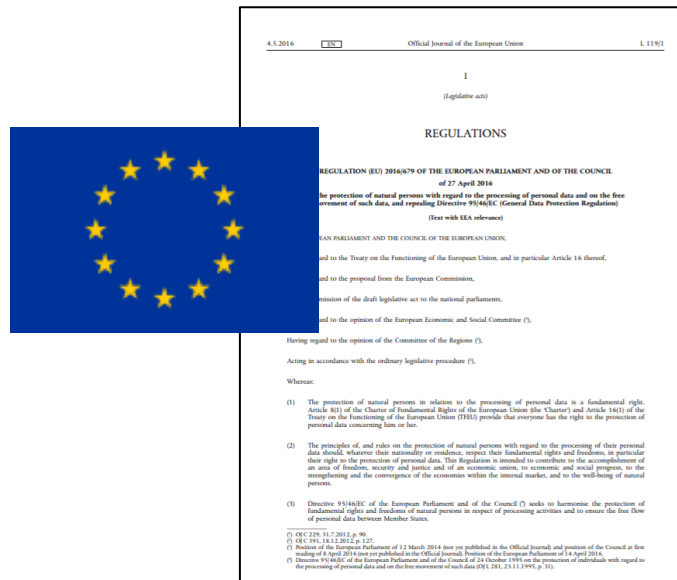 4.5.2016 EN Official Journal of the European Union L 119/1
I
(Legislative acts)
REGULATIONS
REGULATION (EU) 2016/679 OF THE EUROPEAN PARLIAMENT AND OF THE COUNCIL
of 27 April 2016
he protection of natural persons with regard to the processing of personal data and on the free
ovement of such data, and repealing Directive 95/46/EC (General Data Protection Regulation)
(Text with EEA relevance)
EAN PARLIAMENT AND THE COUNCIL OF THE EUROPEAN UNION,
ard to the Treaty on the Functioning of the European Union, and in particular Article 16 thereof,
ard to the proposal from the European Commission,
mission of the draft legislative act to the national parliaments,
ard to the opinion of the European Economic and Social Committee (¹),
Having regard to the opinion of the Committee of the Regions (²),
Acting in accordance with the ordinary legislative procedure (³),
Whereas:
(1) The protection of natural persons in relation to the processing of personal data is a fundamental right.
Article 8(1) of the Charter of Fundamental Rights of the European Union (the 'Charter') and Article 16(1) of the
Treaty on the Functioning of the European Union (TFEU) provide that everyone has the right to the protection of
personal data concerning him or her.
(2) The principles of, and rules on the protection of natural persons with regard to the processing of their personal
data should, whatever their nationality or residence, respect their fundamental rights and freedoms, in particular
their right to the protection of personal data. This Regulation is intended to contribute to the accomplishment of
an area of freedom, security and justice and of an economic union, to economic and social progress, to the
strengthening and the convergence of the economies within the internal market, and to the well-being of natural
persons.
(3) Directive 95/46/EC of the European Parliament and of the Council (⁴) seeks to harmonise the protection of
fundamental rights and freedoms of natural persons in respect of processing activities and to ensure the free flow
of personal data between Member States.
(¹) OJ C 229, 31.7.2012, p. 90.
(²) OJ C 391, 18.12.2012, p. 127.
(³) Position of the European Parliament of 12 March 2014 (not yet published in the Official Journal) and position of the Council at first
reading of 8 April 2016 (not yet published in the Official Journal). Position of the European Parliament of 14 April 2016.
(⁴) Directive 95/46/EC of the European Parliament and of the Council of 24 October 1995 on the protection of individuals with regard to
the processing of personal data and on the free movement of such data (OJ L 281, 23.11.1995, p. 31).